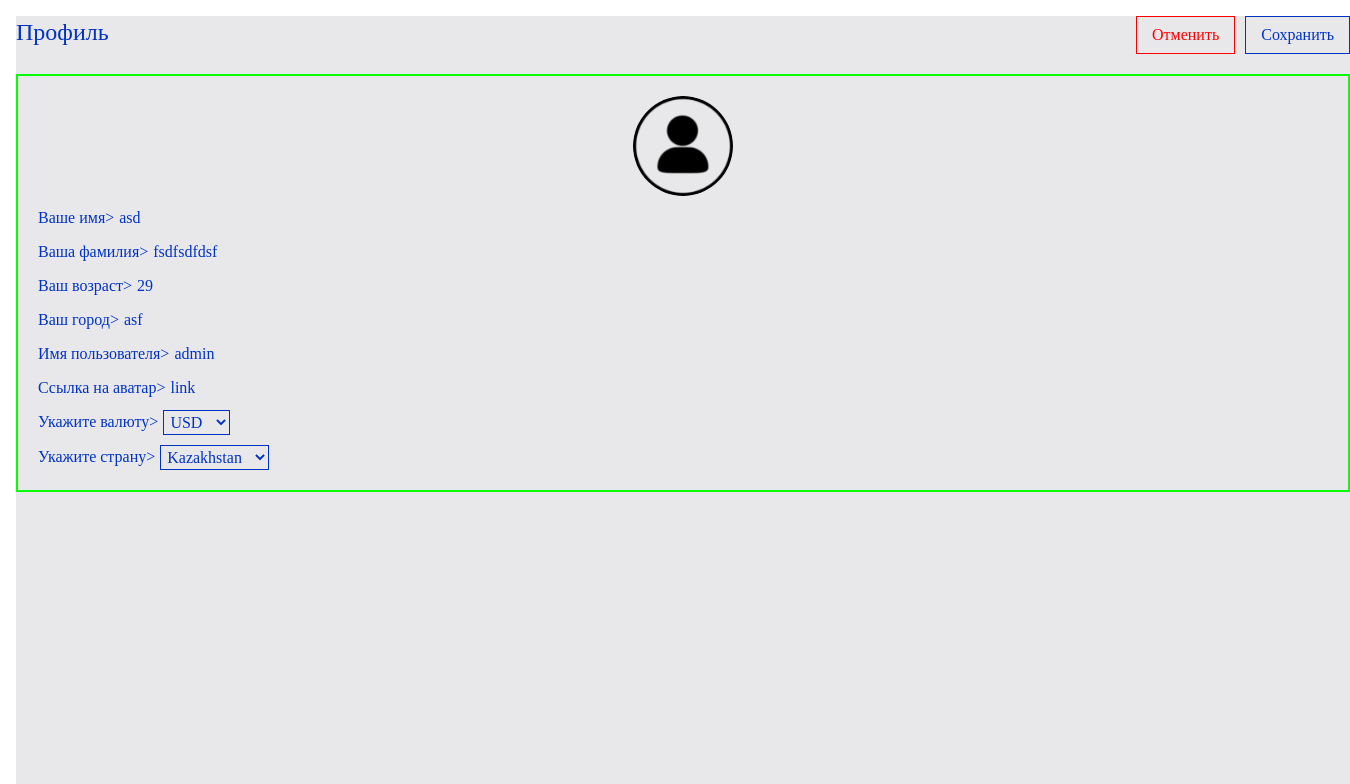 Профиль
Отменить Сохранить
Ваше имя> asd
Ваша фамилия> fsdfsdfdsf
Ваш возраст> 29
Ваш город> asf
Имя пользователя> admin
Ссылка на аватар> link
Укажите валюту> USD
Укажите страну> Kazakhstan